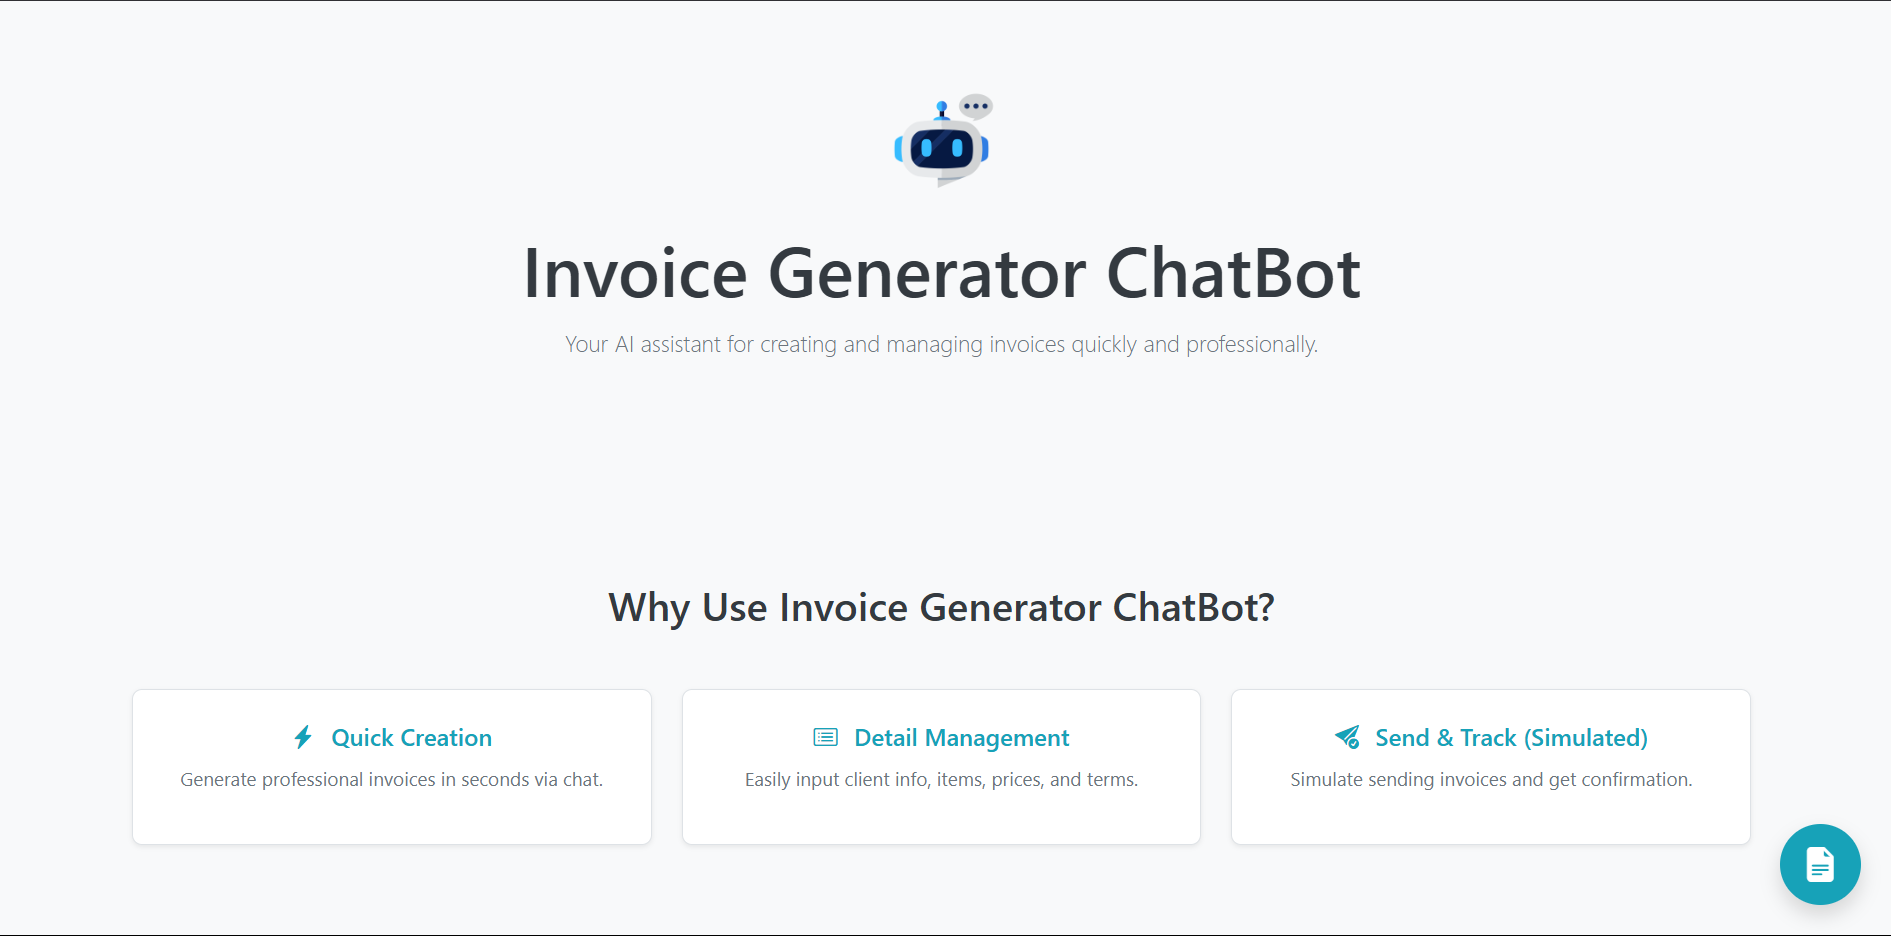 Invoice Generator ChatBot
Your AI assistant for creating and managing invoices quickly and professionally.
Why Use Invoice Generator ChatBot?
Quick Creation
Generate professional invoices in seconds via chat.
Detail Management
Easily input client info, items, prices, and terms.
Send & Track (Simulated)
Simulate sending invoices and get confirmation.